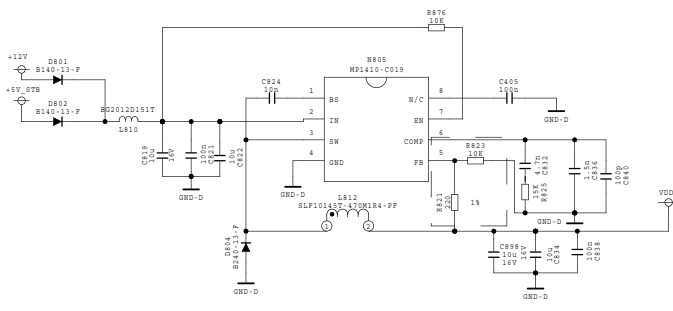 R876
10K
+12V
D801
B140-13-F
N805
MP1410-C019
+5V_STB
D802
B140-13-F
BG2012D151T
L810
C824
10n
1
BS
N/C
8
C405
100n
GND-D
2
IN
EN
7
3
SW
COMP
6
4
GND
FB
5
C819
10u
16V
100n
C821
10u
C822
GND-D
GND-D
R823
10K
4.7n
C832
15K
R825
1.5n
C836
100p
C840
GND-D
R821
220
1%
L812
SLF10145T-470M1R4-PF
1
2
VDD
D804
B240-13-F
GND-D
C898
10u
16V
16V
10u
C834
100n
C838
GND-D